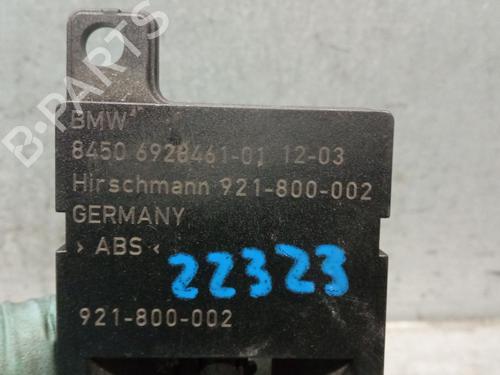 B-PARTS
BMW
8450 6928461-01 12-03
Hirschmann 921-800-002
GERMANY
> ABS <
22323
921-800-002